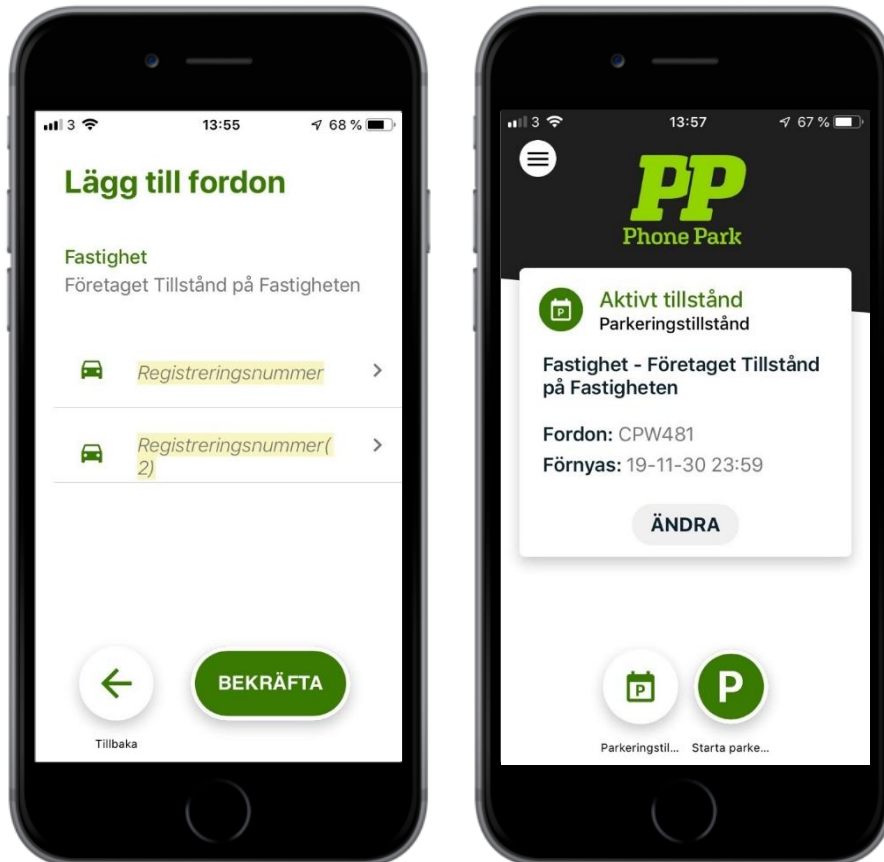 3 13:55 68 %
Lägg till fordon
Fastighet
Företaget Tillstånd på Fastigheten
Registreringsnummer
Registreringsnummer(
2)
BEKRÄFTA
Tillbaka
3 13:57 67 %
PP
Phone Park
P
Aktivt tillstånd
Parkeringstillstånd
Fastighet - Företaget Tillstånd
på Fastigheten
Fordon: CPW481
Förnyas: 19-11-30 23:59
ÄNDRA
P P
Parkeringstil... Starta parke...